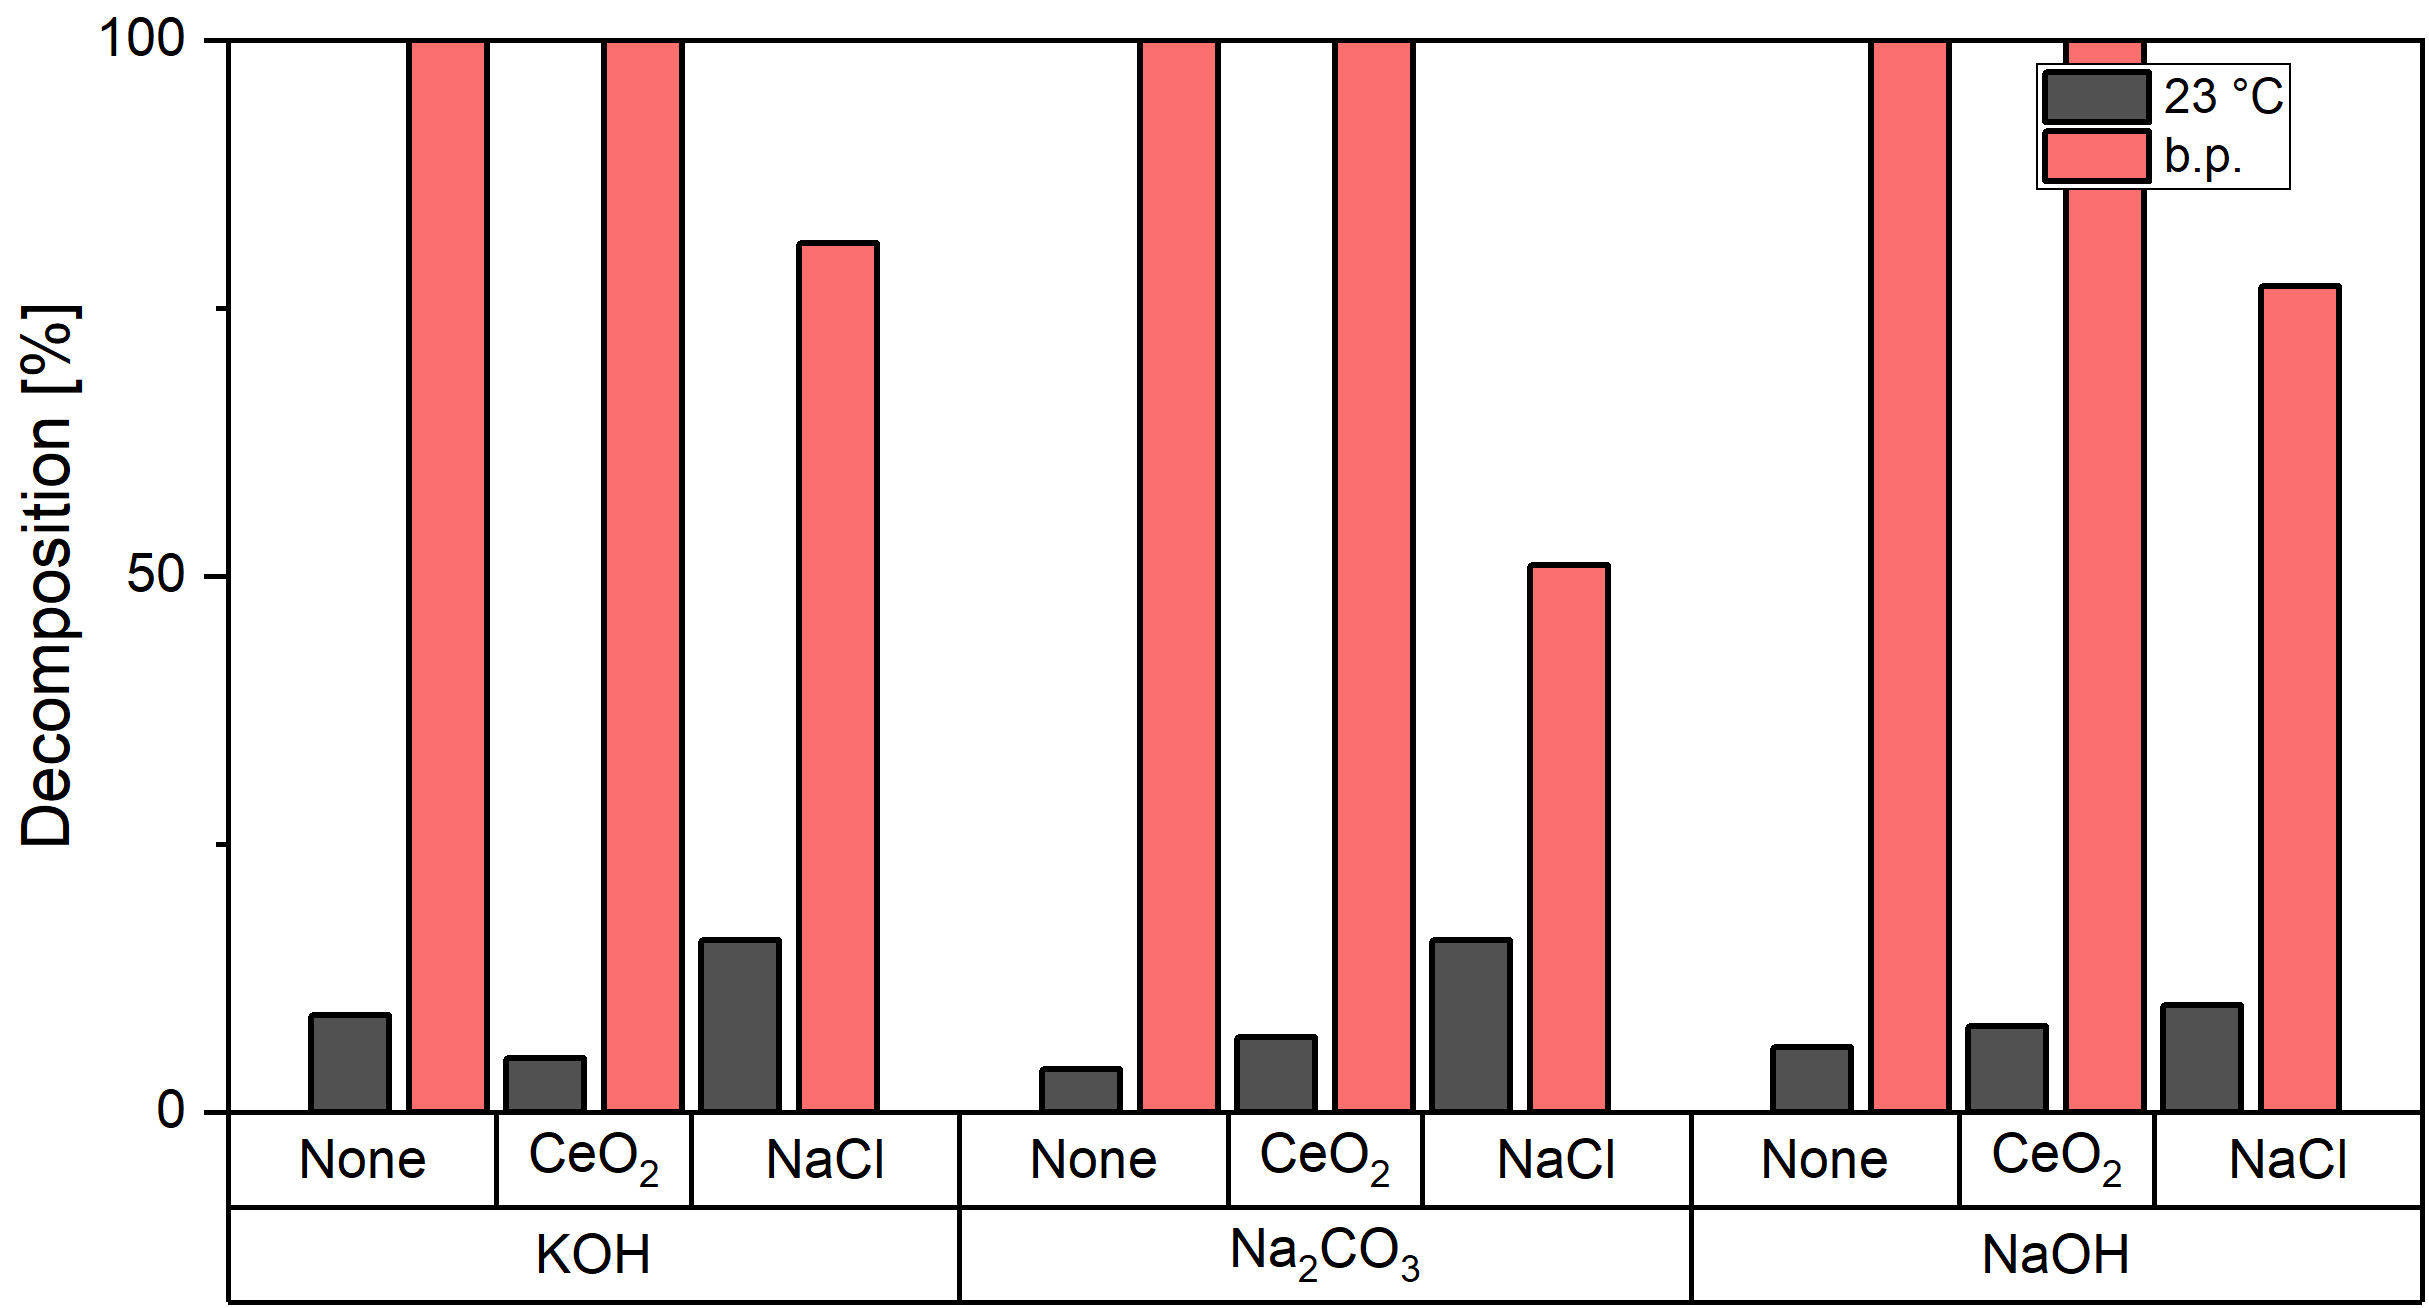 Decomposition [%]
100
50
0
23 °C
b.p.
None CeO₂ NaCl None CeO₂ NaCl None CeO₂ NaCl
KOH Na₂CO₃ NaOH